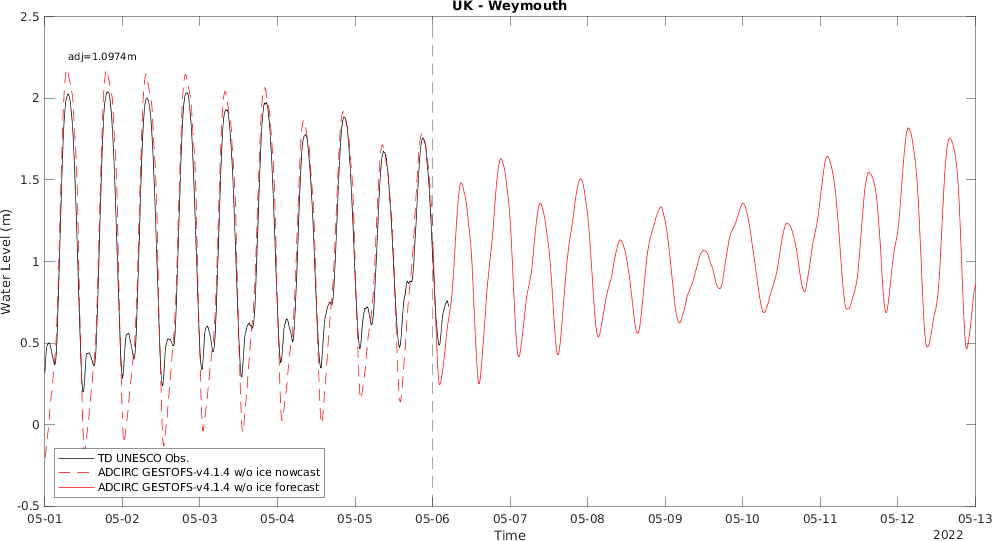 UK - Weymouth
adj=1.0974m
Water Level (m)
2.5
2
1.5
1
0.5
0
-0.5
TD UNESCO Obs.
ADCIRC GESTOFS-v4.1.4 w/o ice nowcast
ADCIRC GESTOFS-v4.1.4 w/o ice forecast
05-01 05-02 05-03 05-04 05-05 05-06 05-07 05-08 05-09 05-10 05-11 05-12 05-13
Time
2022